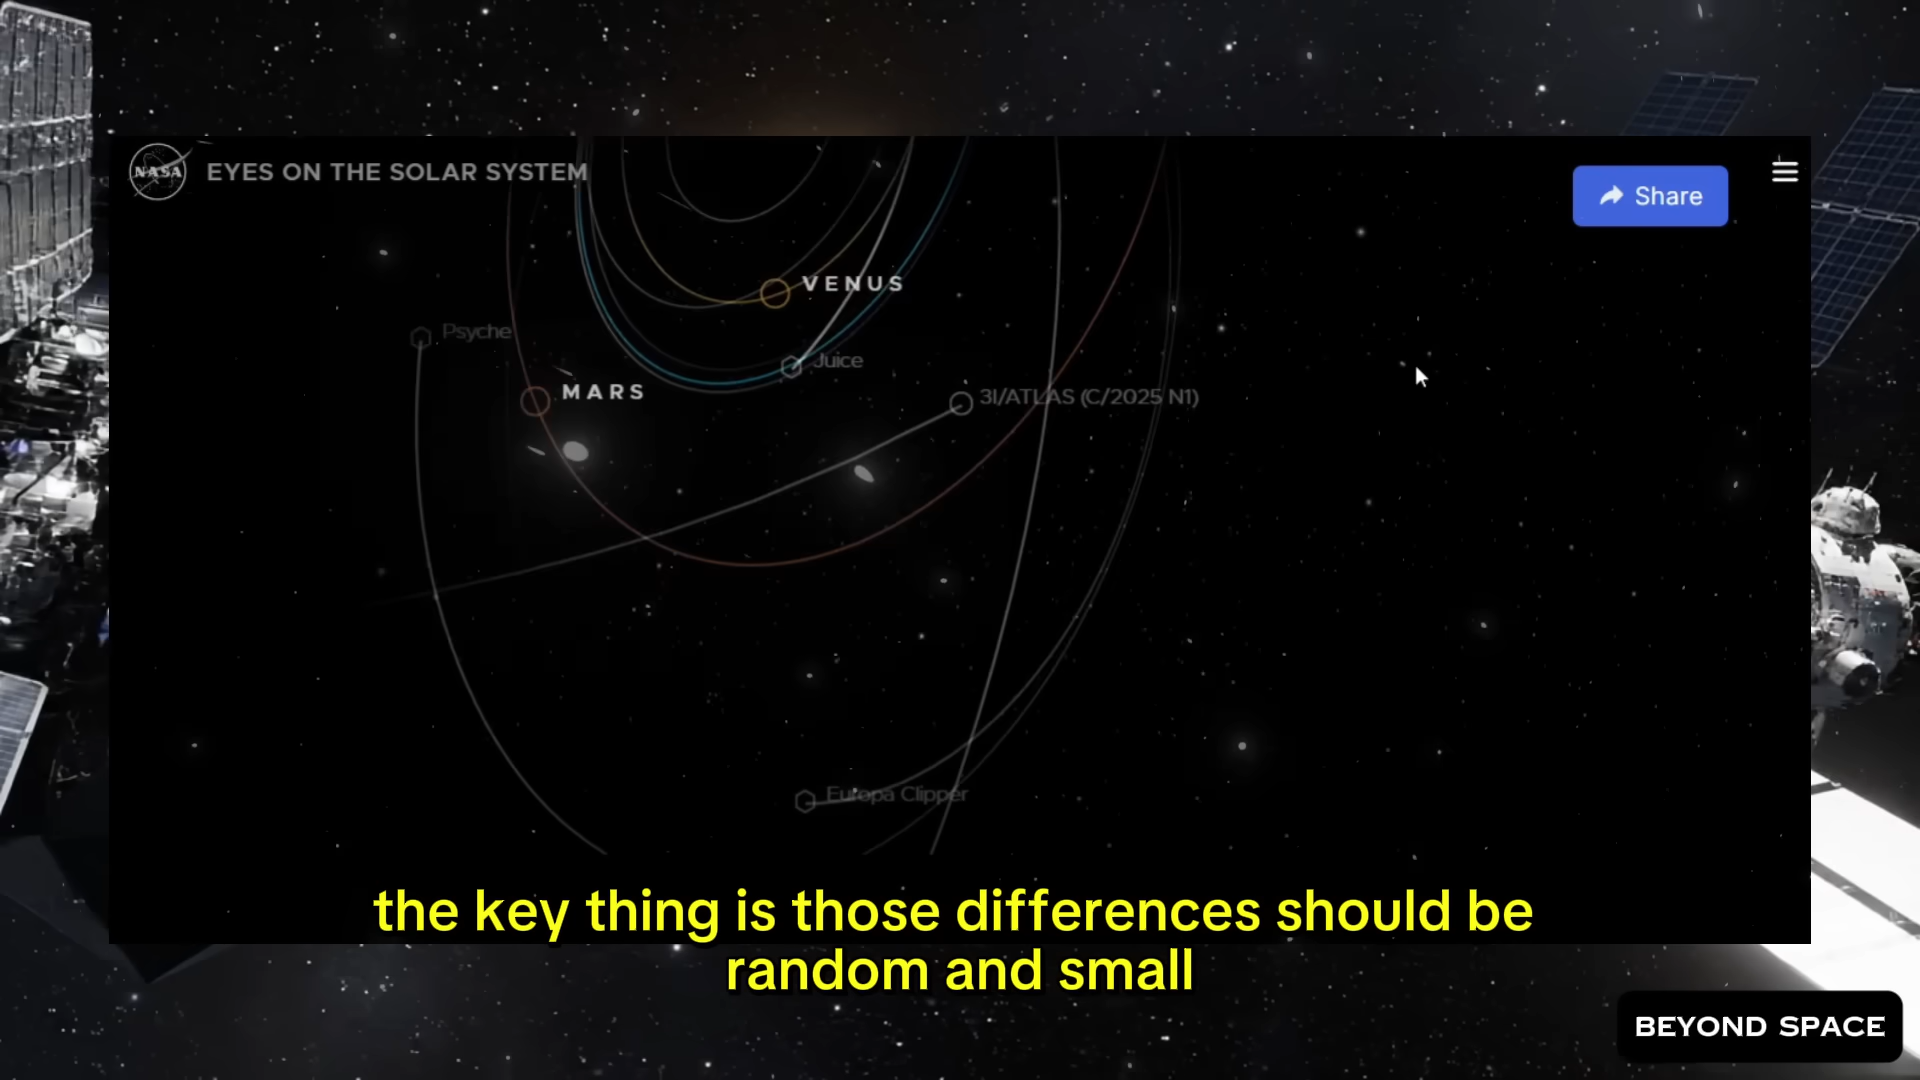 NASA
EYES ON THE SOLAR SYSTEM
Share
VENUS
Psyche
Juice
MARS
3I/ATLAS (C/2025 N1)
Europa Clipper
the key thing is those differences should be
random and small
BEYOND SPACE